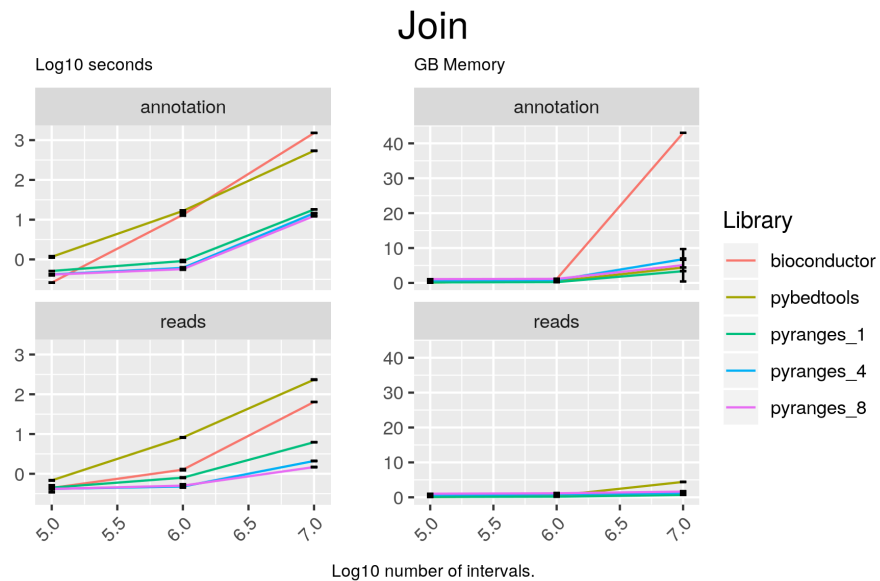 Join
Log10 seconds
GB Memory
annotation
annotation
3
2
1
0
40
30
20
10
0
reads
reads
3
2
1
0
40
30
20
10
0
5.0
5.5
6.0
6.5
7.0
5.0
5.5
6.0
6.5
7.0
Log10 number of intervals.
Library
bioconductor
pybedtools
pyranges_1
pyranges_4
pyranges_8